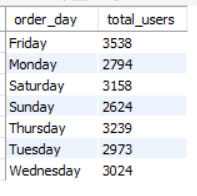 order_day total_users
Friday 3538
Monday 2794
Saturday 3158
Sunday 2624
Thursday 3239
Tuesday 2973
Wednesday 3024